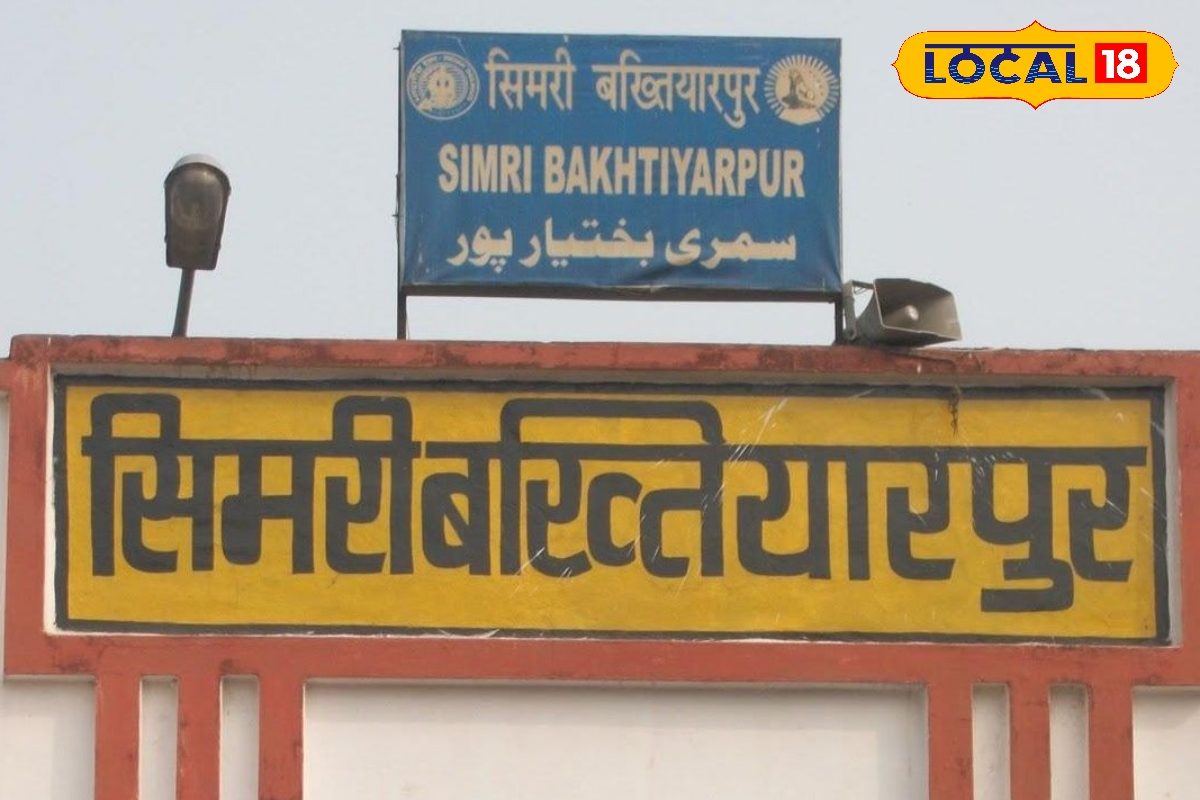 LOCAL 18
सिमरी बख्तियारपुर
SIMRI BAKHTIYARPUR
سمری بختیار پور
सिमरी बख्तियारपुर